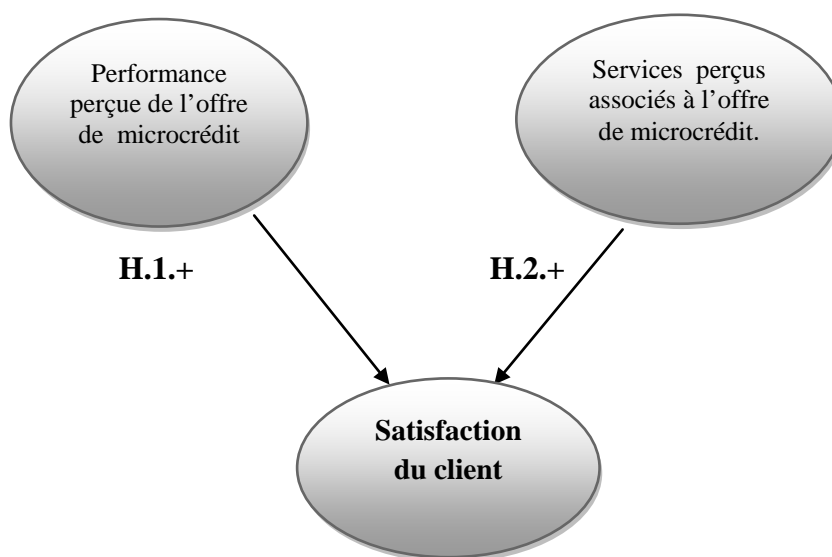 Performance
perçue de l’offre
de microcrédit
Services perçus
associés à l’offre
de microcrédit.
H.1.+
H.2.+
Satisfaction
du client